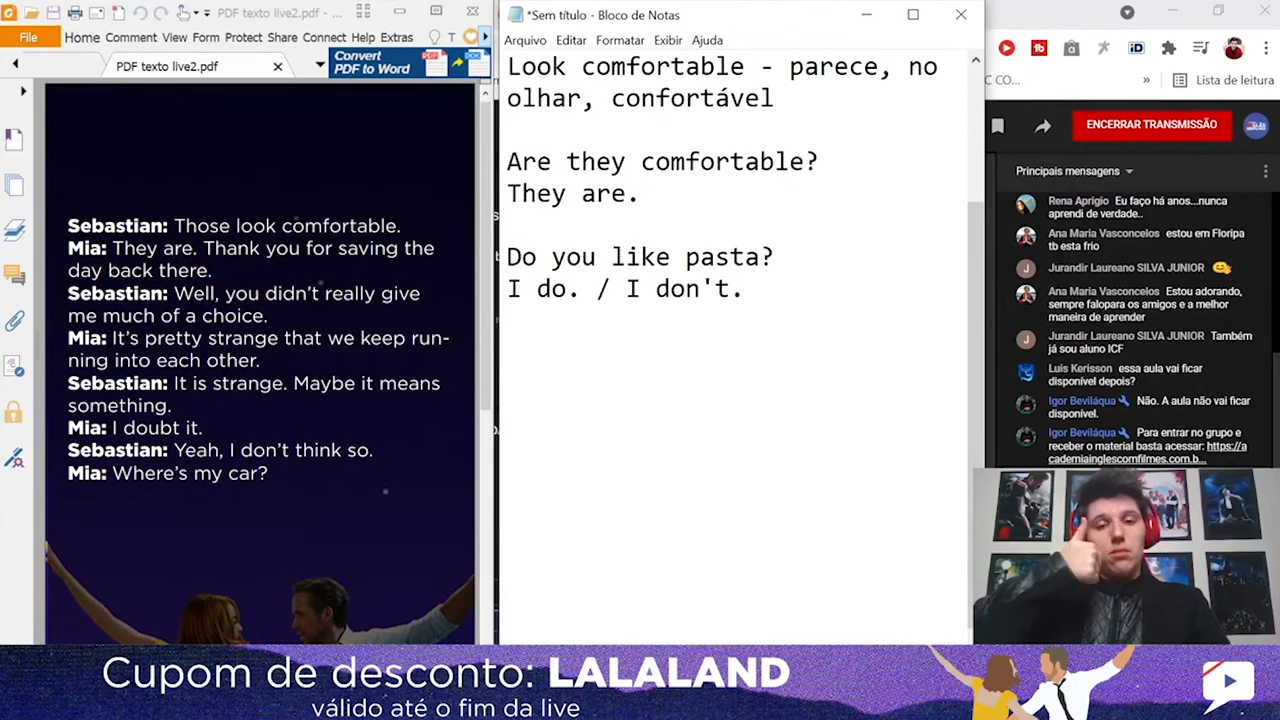 PDF texto live2.pdf - ...
File Home Comment View Form Protect Share Connect Help Extras
PDF texto live2.pdf
Convert
PDF to Word
Sebastian: Those look comfortable.
Mia: They are. Thank you for saving the
day back there.
Sebastian: Well, you didn't really give
me much of a choice.
Mia: It's pretty strange that we keep run-
ning into each other.
Sebastian: It is strange. Maybe it means
something.
Mia: I doubt it.
Sebastian: Yeah, I don't think so.
Mia: Where's my car?
*Sem título - Bloco de Notas
Arquivo Editar Formatar Exibir Ajuda
Look comfortable - parece, no
olhar, confortável
Are they comfortable?
They are.
Do you like pasta?
I do. / I don't.
Lista de leitura
ENCERRAR TRANSMISSÃO
Principais mensagens
Rena Aprigio Eu faço há anos...nunca
aprendi de verdade..
Ana Maria Vasconcelos estou em Floripa
tb esta frio
Jurandir Laureano SILVA JUNIOR
Ana Maria Vasconcelos Estou adorando,
sempre falopara os amigos e a melhor
maneira de aprender
Jurandir Laureano SILVA JUNIOR Também
já sou aluno ICF
Luis Kerisson essa aula vai ficar
disponível depois?
Igor Beviláqua Não. A aula não vai ficar
disponível.
Igor Beviláqua Para entrar no grupo e
receber o material basta acessar: https://a
cademiainglescomfilmes.com.b...
Cupom de desconto: LALALAND
válido até o fim da live